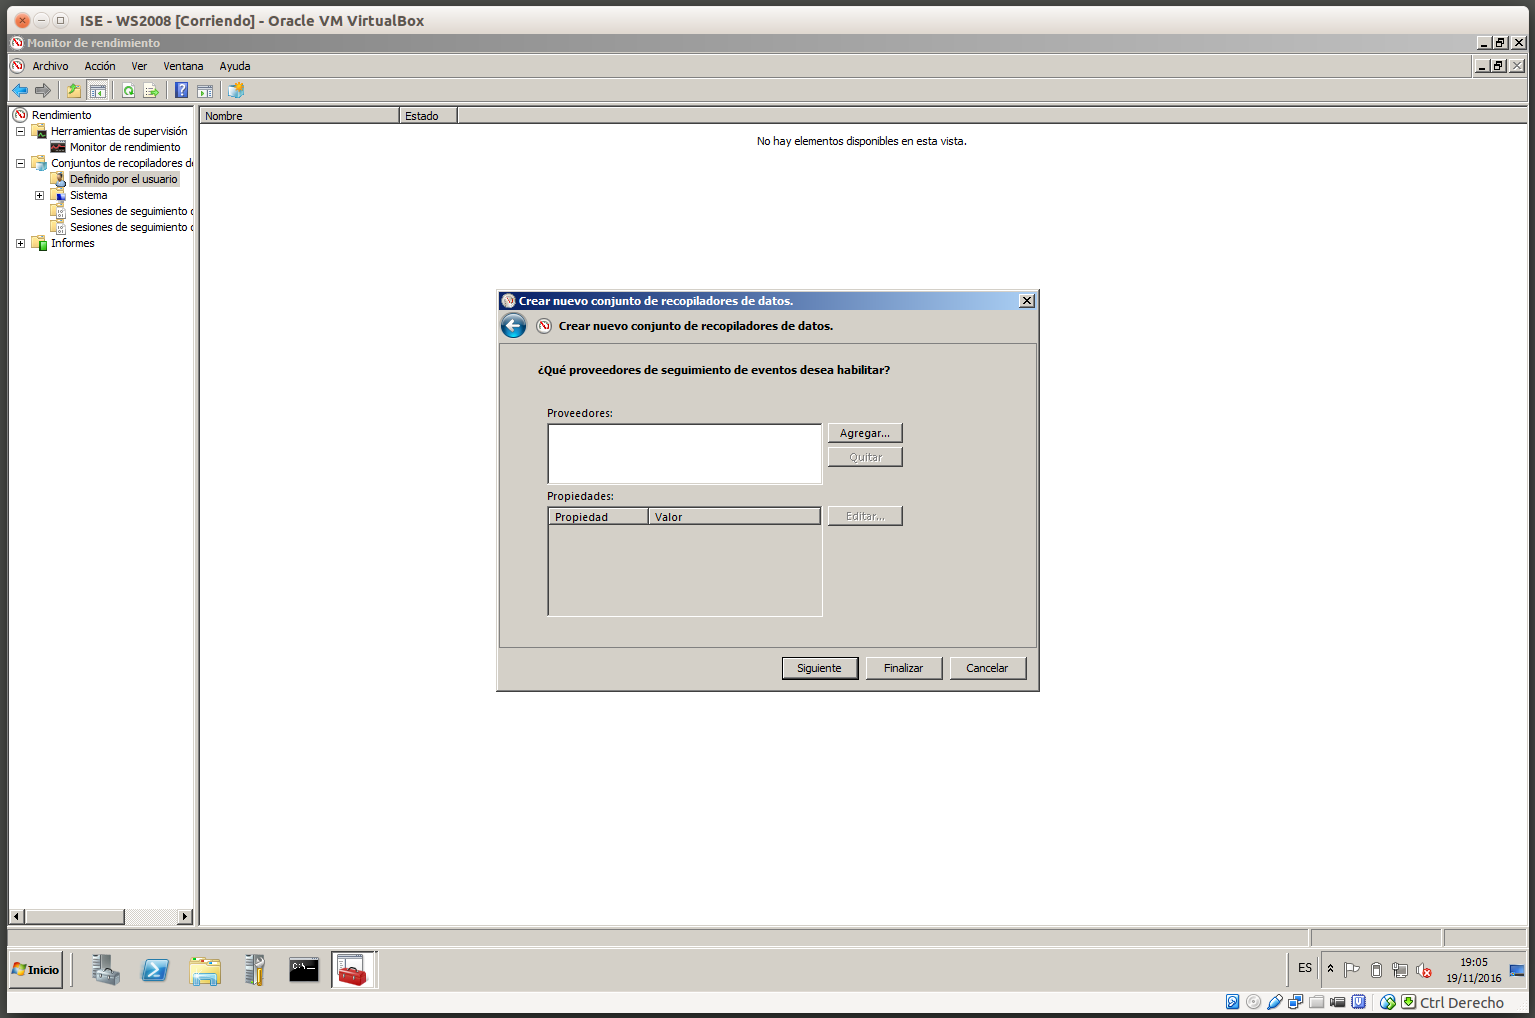 ISE - WS2008 [Corriendo] - Oracle VM VirtualBox
Monitor de rendimiento
Archivo Acción Ver Ventana Ayuda
Rendimiento
Herramientas de supervisión
Monitor de rendimiento
Conjuntos de recopiladores de
Definido por el usuario
Sistema
Sesiones de seguimiento
Sesiones de seguimiento
Informes
Nombre Estado
No hay elementos disponibles en esta vista.
Crear nuevo conjunto de recopiladores de datos.
Crear nuevo conjunto de recopiladores de datos.
¿Qué proveedores de seguimiento de eventos desea habilitar?
Proveedores:
Agregar...
Quitar
Propiedades:
Propiedad Valor
Editar...
Siguiente Finalizar Cancelar
Inicio
C:\
ES
19:05
19/11/2016
Ctrl Derecho